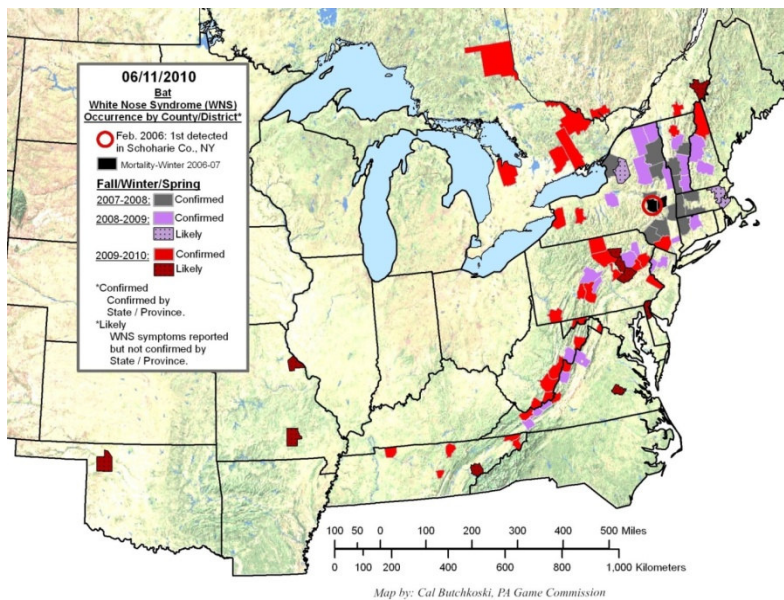 06/11/2010
Bat
White Nose Syndrome (WNS)
Occurrence by County/District*
Feb. 2006: 1st detected
in Schoharie Co., NY
Mortality-Winter 2006-07
Fall/Winter/Spring
2007-2008: Confirmed
2008-2009: Confirmed
Likely
2009-2010: Confirmed
Likely
*Confirmed
Confirmed by
State / Province.
*Likely
WNS symptoms reported
but not confirmed by
State / Province.
100 50 0 100 200 300 400 500 Miles
100 0 200 400 600 800 1,000 Kilometers
Map by: Cal Butchkoski, PA Game Commission